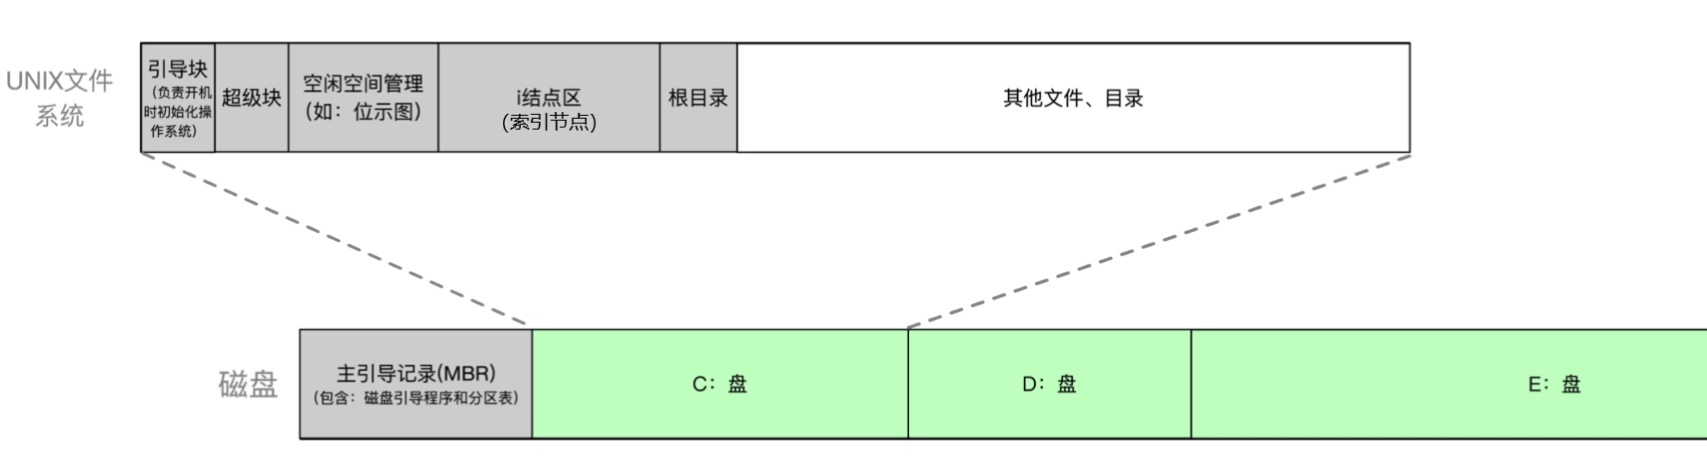 UNIX文件
系统
引导块
（负责开机
时初始化操
作系统）
超级块
空闲空间管理
(如：位示图)
i结点区
(索引节点)
根目录
其他文件、目录
磁盘
主引导记录(MBR)
（包含：磁盘引导程序和分区表）
C：盘
D：盘
E：盘